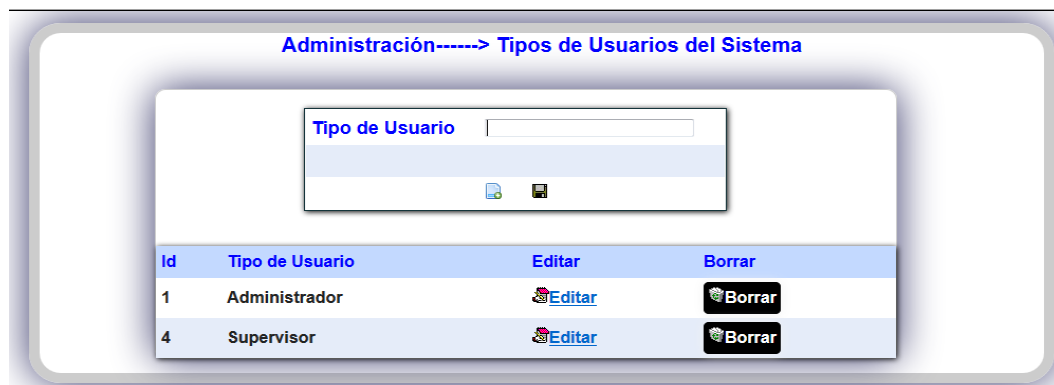 Administración------> Tipos de Usuarios del Sistema
Tipo de Usuario
Id Tipo de Usuario Editar Borrar
1 Administrador Editar Borrar
4 Supervisor Editar Borrar